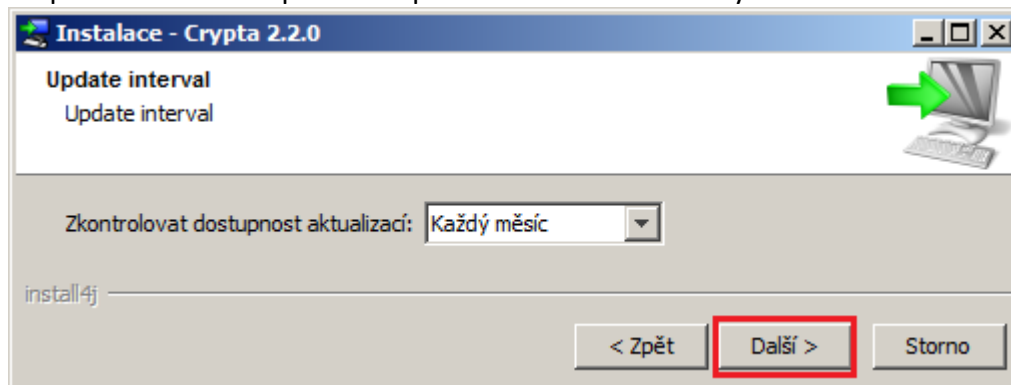 Instalace - Crypta 2.2.0
Update interval
Update interval
Zkontrolovat dostupnost aktualizací: Každý měsíc
install4j
< Zpět Další > Storno